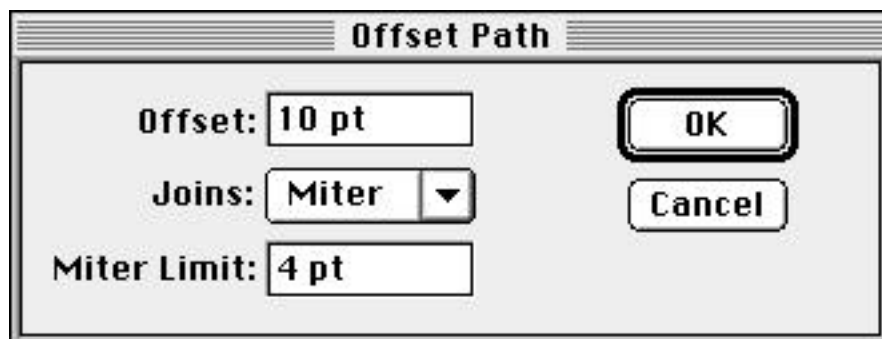 Offset Path
Offset: 10 pt
OK
Joins: Miter
Cancel
Miter Limit: 4 pt